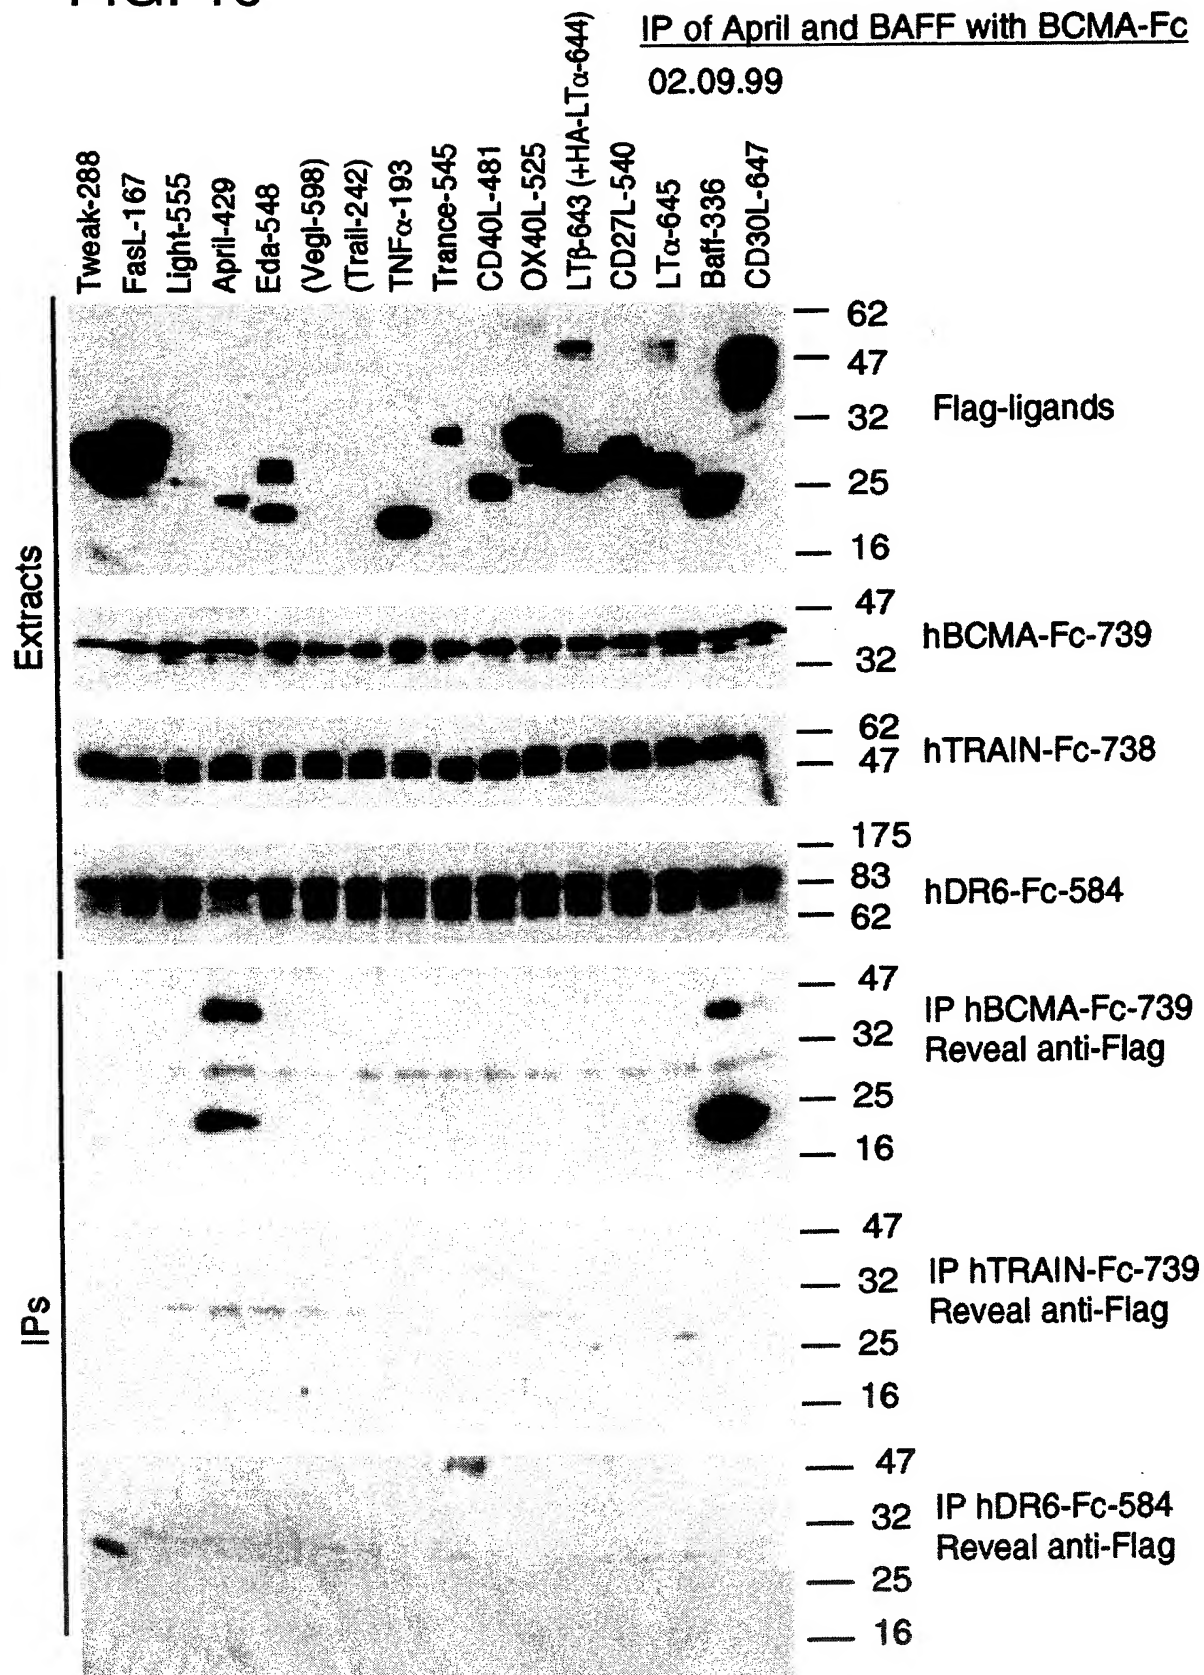 IP of April and BAFF with BCMA-Fc
02.09.99
Tweak-288
FasL-167
Light-555
April-429
Eda-548
(Vegl-598)
(Trail-242)
TNFα-193
Trance-545
CD40L-481
OX40L-525
LTβ-643 (+HA-LTα-644)
CD27L-540
LTα-645
Baff-336
CD30L-647
Extracts
62
47
32
25
16
Flag-ligands
47
32
hBCMA-Fc-739
62
47
hTRAIN-Fc-738
175
83
62
hDR6-Fc-584
IPs
47
32
25
16
IP hBCMA-Fc-739
Reveal anti-Flag
47
32
25
16
IP hTRAIN-Fc-739
Reveal anti-Flag
47
32
25
16
IP hDR6-Fc-584
Reveal anti-Flag